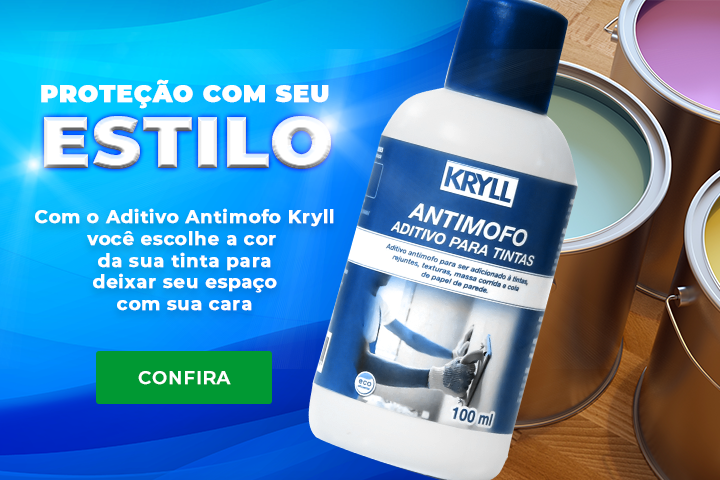 PROTEÇÃO COM SEU
ESTILO
Com o Aditivo Antimofo Kryll
você escolhe a cor
da sua tinta para
deixar seu espaço
com sua cara
CONFIRA
KRYLL
ANTIMOFO
ADITIVO PARA TINTAS
Aditivo antimofo para ser adicionado à tintas,
rejuntes, texturas, massa corrida e cola
de papel de parede.
eco
100 ml